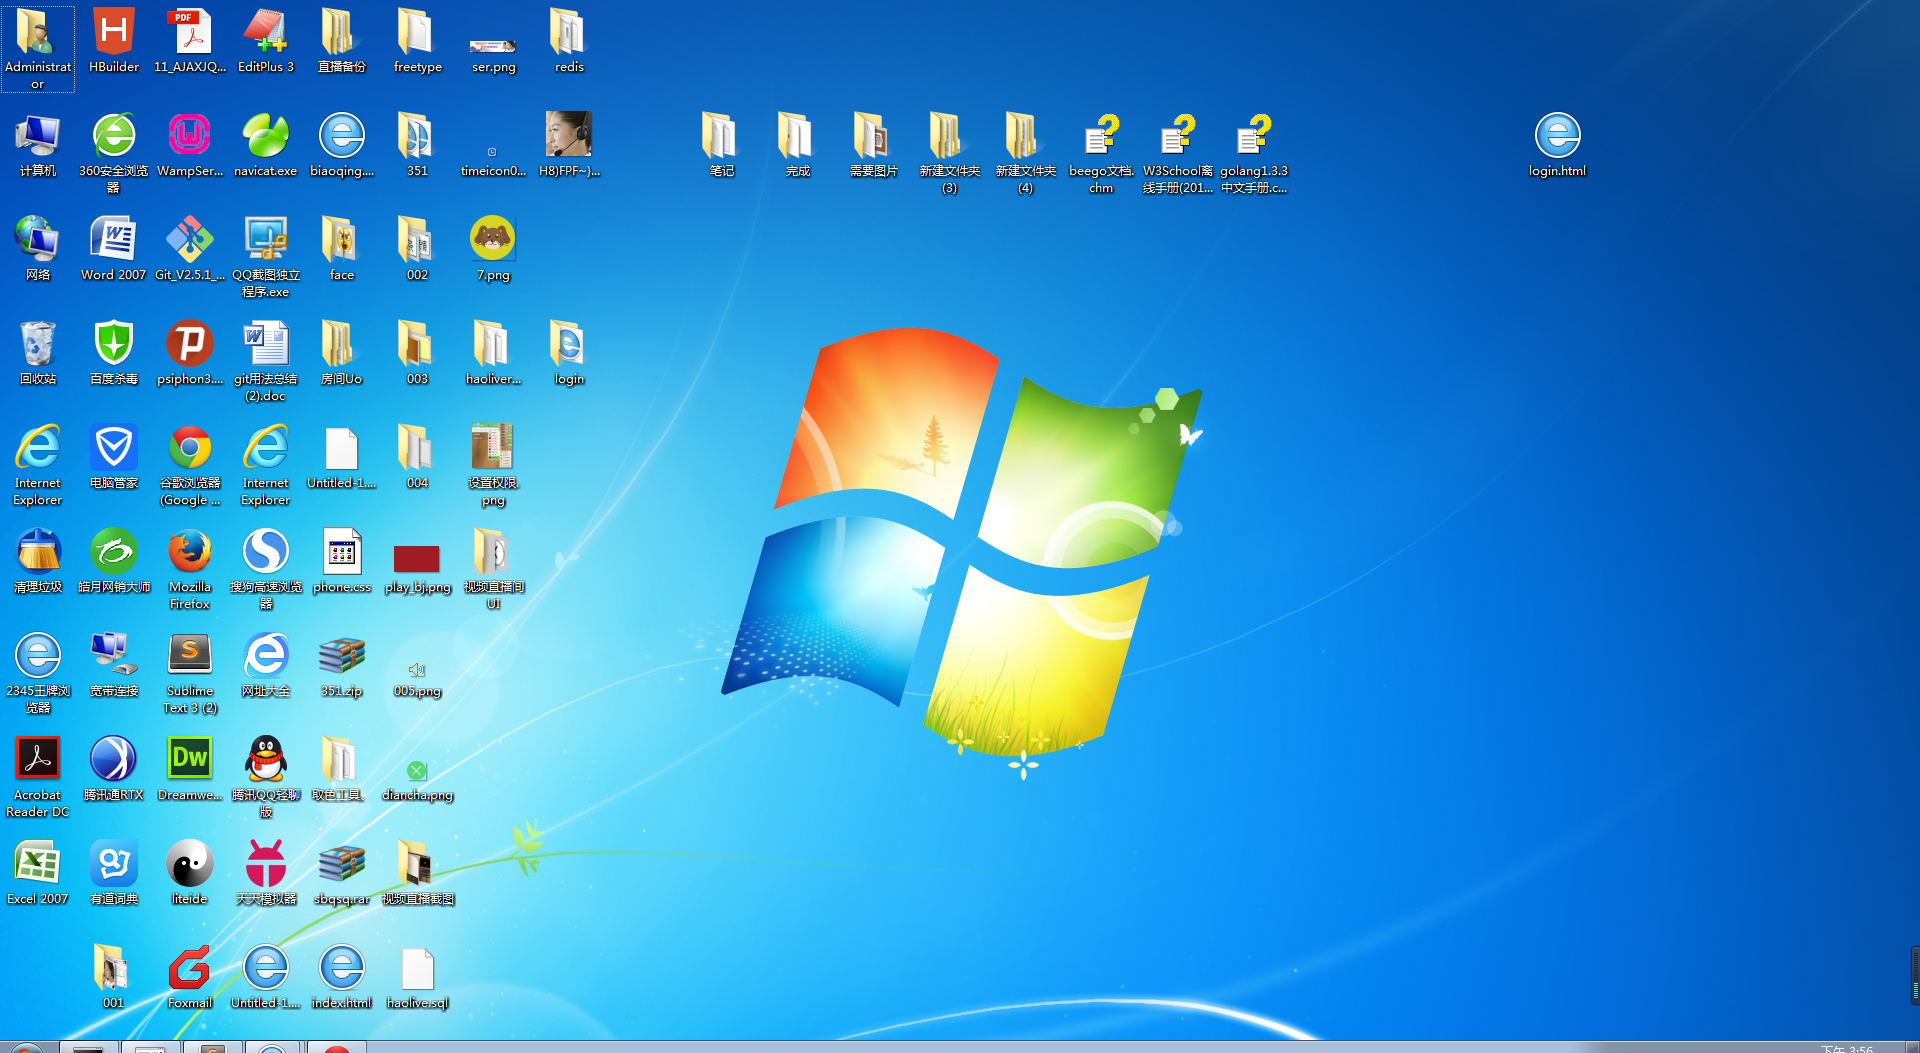 Administrat
or
HBuilder
11_AJAXJQ...
EditPlus 3
直播备份
freetype
ser.png
redis
计算机
360安全浏览
器
WampSer...
navicat.exe
biaoqing....
351
timeicon0...
H8)FPF~}...
笔记
完成
需要图片
新建文件夹
(3)
新建文件夹
(4)
beego文档.
chm
W3School离
线手册(201...
golang1.3.3
中文手册.c...
login.html
网络
Word 2007
Git_V2.5.1_...
QQ截图独立
程序.exe
face
002
7.png
回收站
百度杀毒
psiphon3....
git用法总结
(2).doc
房间Uo
003
haoliver...
login
Internet
Explorer
电脑管家
谷歌浏览器
(Google ...
Internet
Explorer
Untitled-1....
004
设置权限.
png
清理垃圾
皓月网销大师
Mozilla
Firefox
搜狗高速浏览
器
phone.css
play_bj.png
视频直播间
UI
2345王牌浏
览器
宽带连接
Sublime
Text 3 (2)
网址大全
351.zip
005.png
Acrobat
Reader DC
腾讯通RTX
Dreamwe...
腾讯QQ轻聊
版
取色工具、
diancha.png
Excel 2007
有道词典
liteide
天天模拟器
sbqsq.rar
视频直播截图
001
Foxmail
Untitled-1....
index.html
haolive.sql
下午 3:56